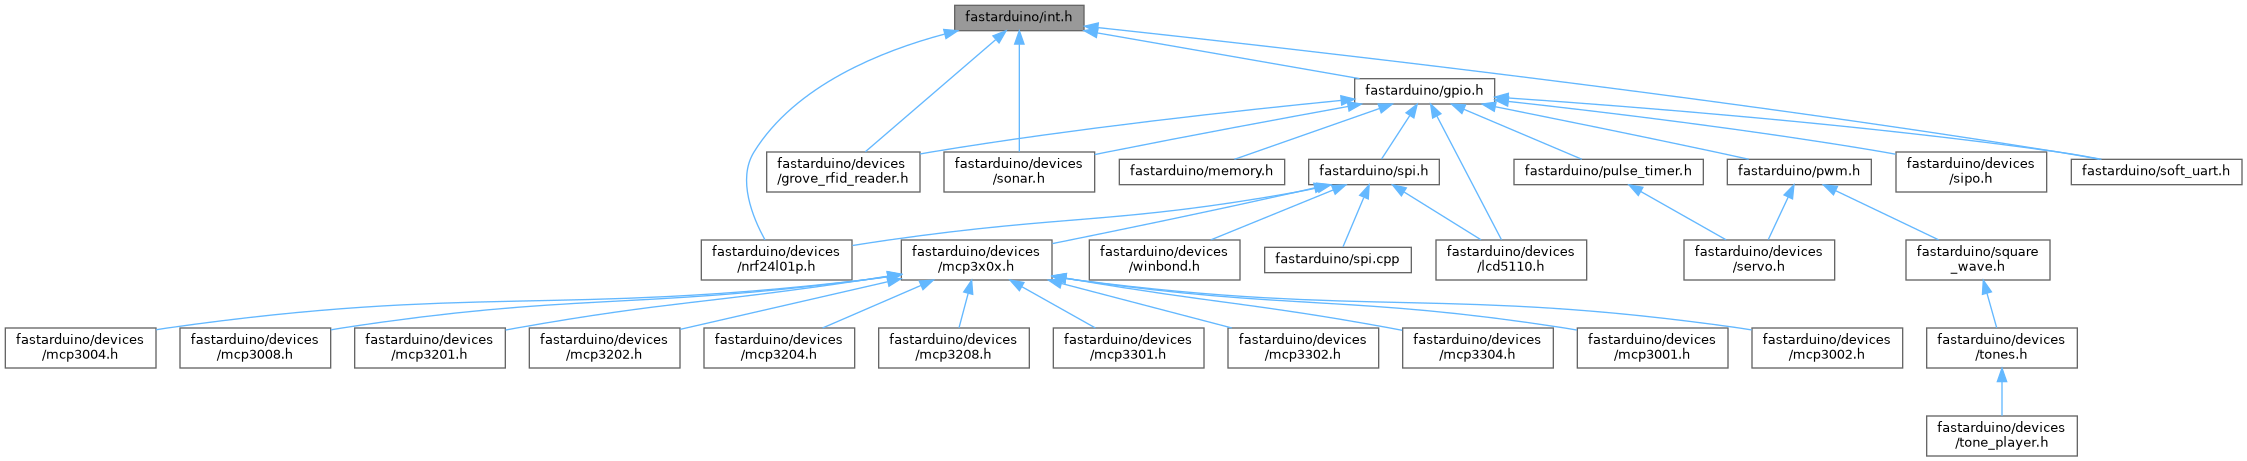 fastarduino/int.h
fastarduino/gpio.h
fastarduino/devices
/grove_rfid_reader.h
fastarduino/devices
/sonar.h
fastarduino/memory.h
fastarduino/spi.h
fastarduino/pulse_timer.h
fastarduino/pwm.h
fastarduino/devices
/sipo.h
fastarduino/soft_uart.h
fastarduino/devices
/nrf24l01p.h
fastarduino/devices
/mcp3x0x.h
fastarduino/devices
/winbond.h
fastarduino/spi.cpp
fastarduino/devices
/lcd5110.h
fastarduino/devices
/servo.h
fastarduino/square
_wave.h
fastarduino/devices
/mcp3004.h
fastarduino/devices
/mcp3008.h
fastarduino/devices
/mcp3201.h
fastarduino/devices
/mcp3202.h
fastarduino/devices
/mcp3204.h
fastarduino/devices
/mcp3208.h
fastarduino/devices
/mcp3301.h
fastarduino/devices
/mcp3302.h
fastarduino/devices
/mcp3304.h
fastarduino/devices
/mcp3001.h
fastarduino/devices
/mcp3002.h
fastarduino/devices
/tones.h
fastarduino/devices
/tone_player.h